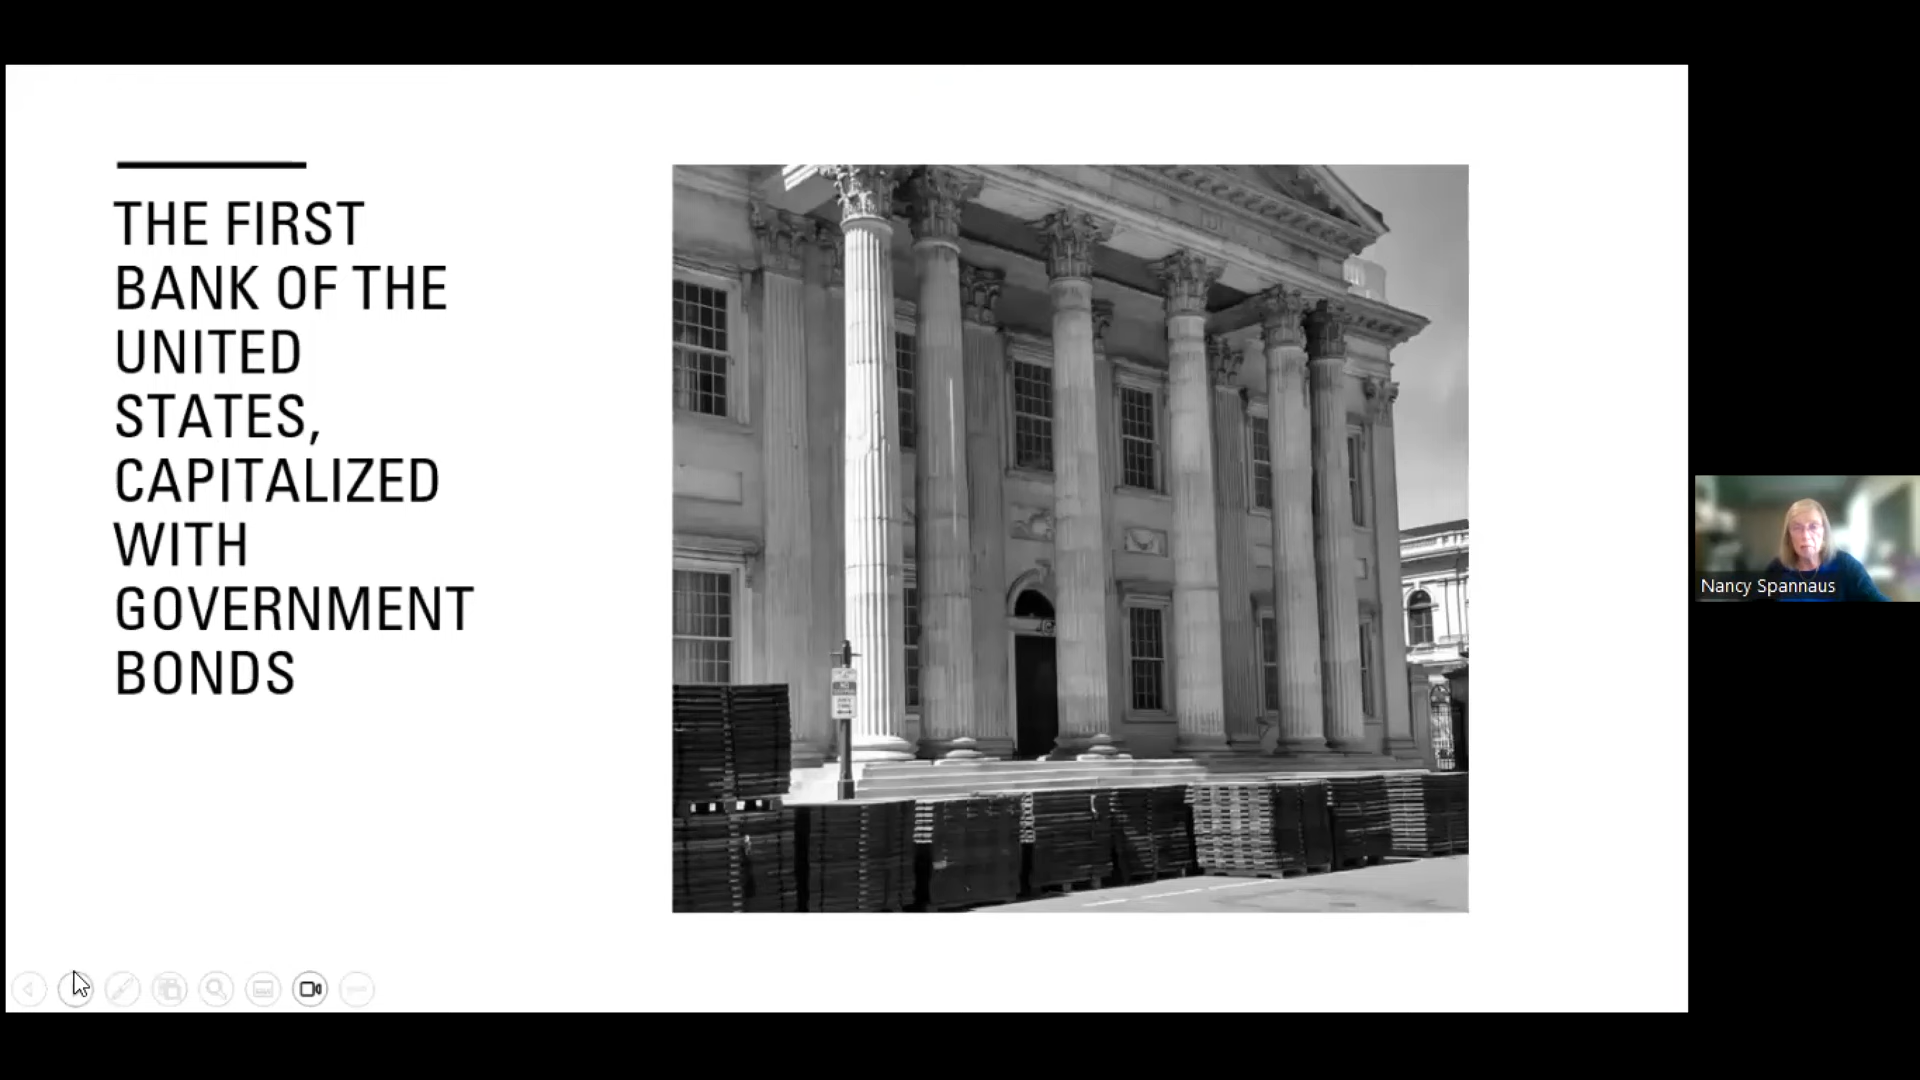 THE FIRST
BANK OF THE
UNITED
STATES,
CAPITALIZED
WITH
GOVERNMENT
BONDS
Nancy Spannaus